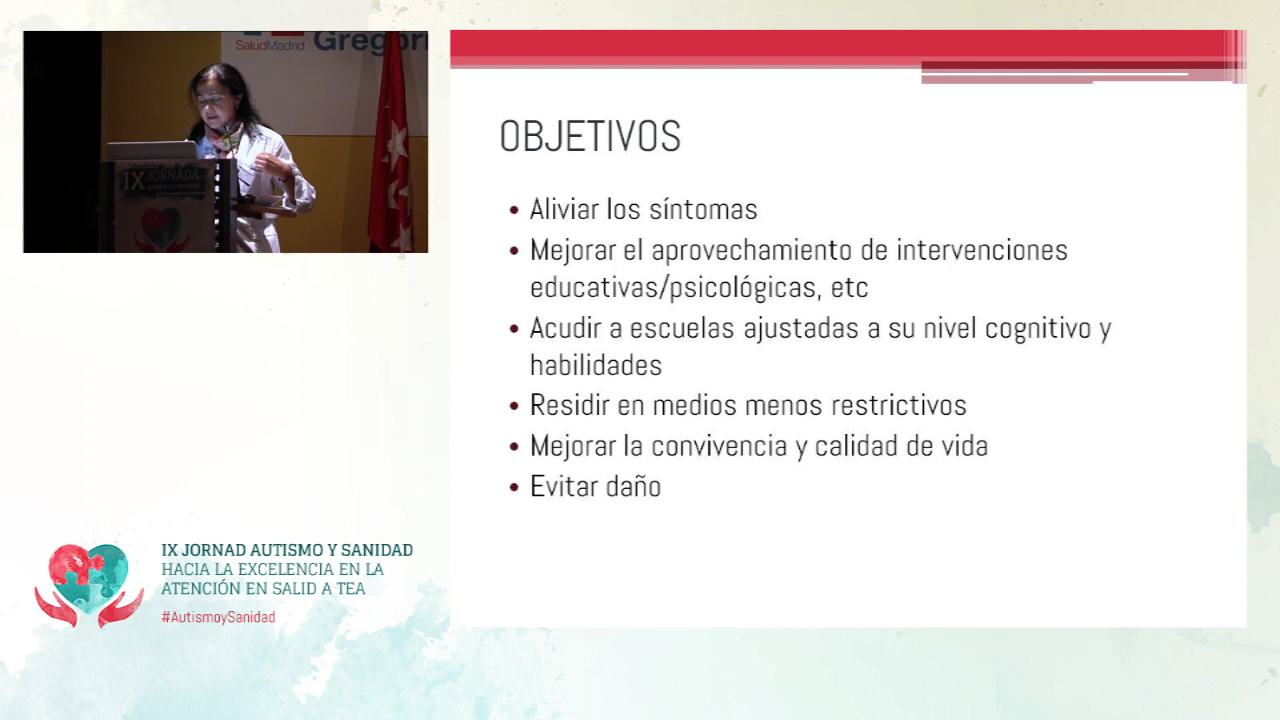 SaludMadrid
Gregori
IX JORNADA
OBJETIVOS
• Aliviar los síntomas
• Mejorar el aprovechamiento de intervenciones
educativas/psicológicas, etc
• Acudir a escuelas ajustadas a su nivel cognitivo y
habilidades
• Residir en medios menos restrictivos
• Mejorar la convivencia y calidad de vida
• Evitar daño
IX JORNAD AUTISMO Y SANIDAD
HACIA LA EXCELENCIA EN LA
ATENCIÓN EN SALID A TEA
#AutismoySanidad